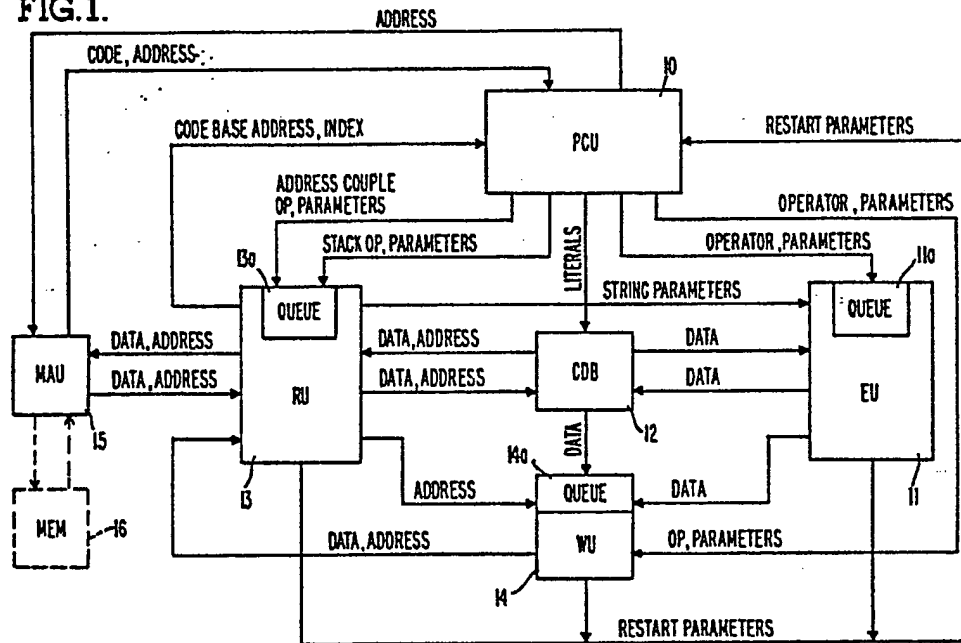 FIG.1.
ADDRESS
CODE, ADDRESS
10
CODE BASE ADDRESS, INDEX
PCU
RESTART PARAMETERS
ADDRESS COUPLE
OP, PARAMETERS
OPERATOR, PARAMETERS
STACK OP, PARAMETERS
OPERATOR, PARAMETERS
13a
LITERALS
11a
QUEUE
STRING PARAMETERS
QUEUE
DATA, ADDRESS
DATA, ADDRESS
DATA
MAU
RU
CDB
EU
DATA, ADDRESS
DATA, ADDRESS
DATA
15
12
DATA
14a
13
ADDRESS
QUEUE
DATA
11
MEM
16
DATA, ADDRESS
WU
OP, PARAMETERS
14
RESTART PARAMETERS